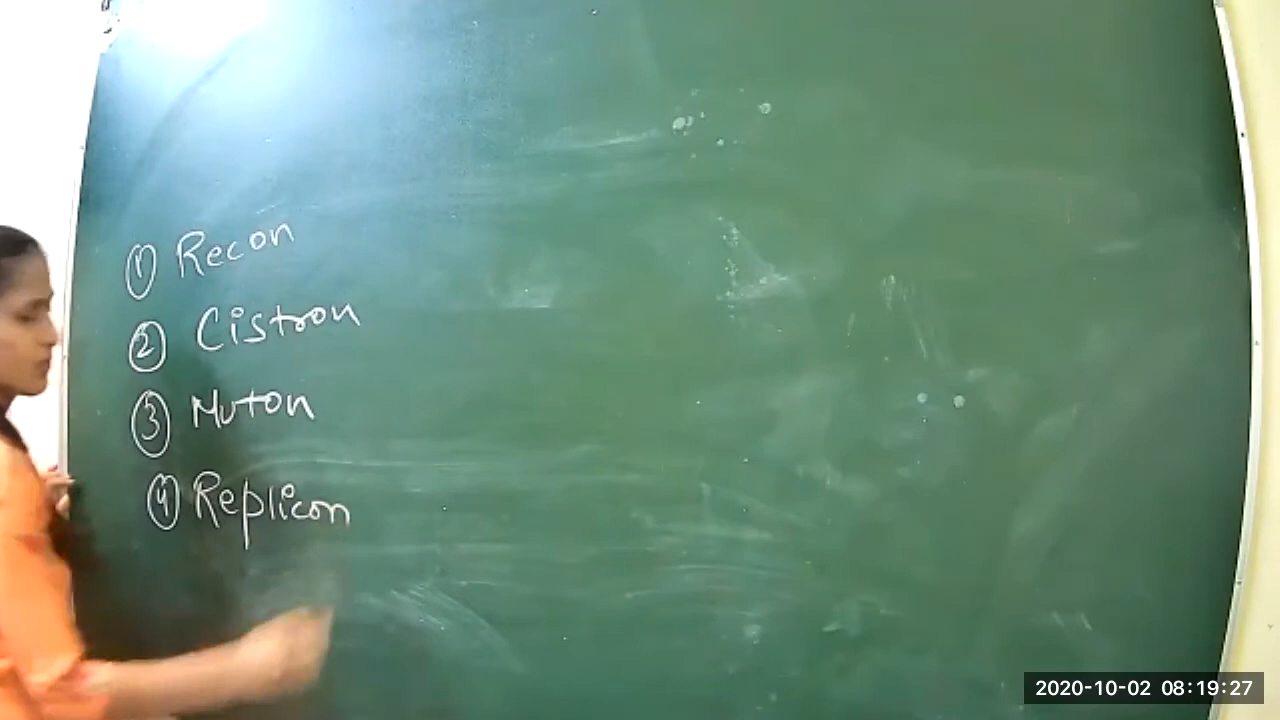 ① Recon
② Cistron
③ Muton
④ Replicon
2020-10-02 08:19:27